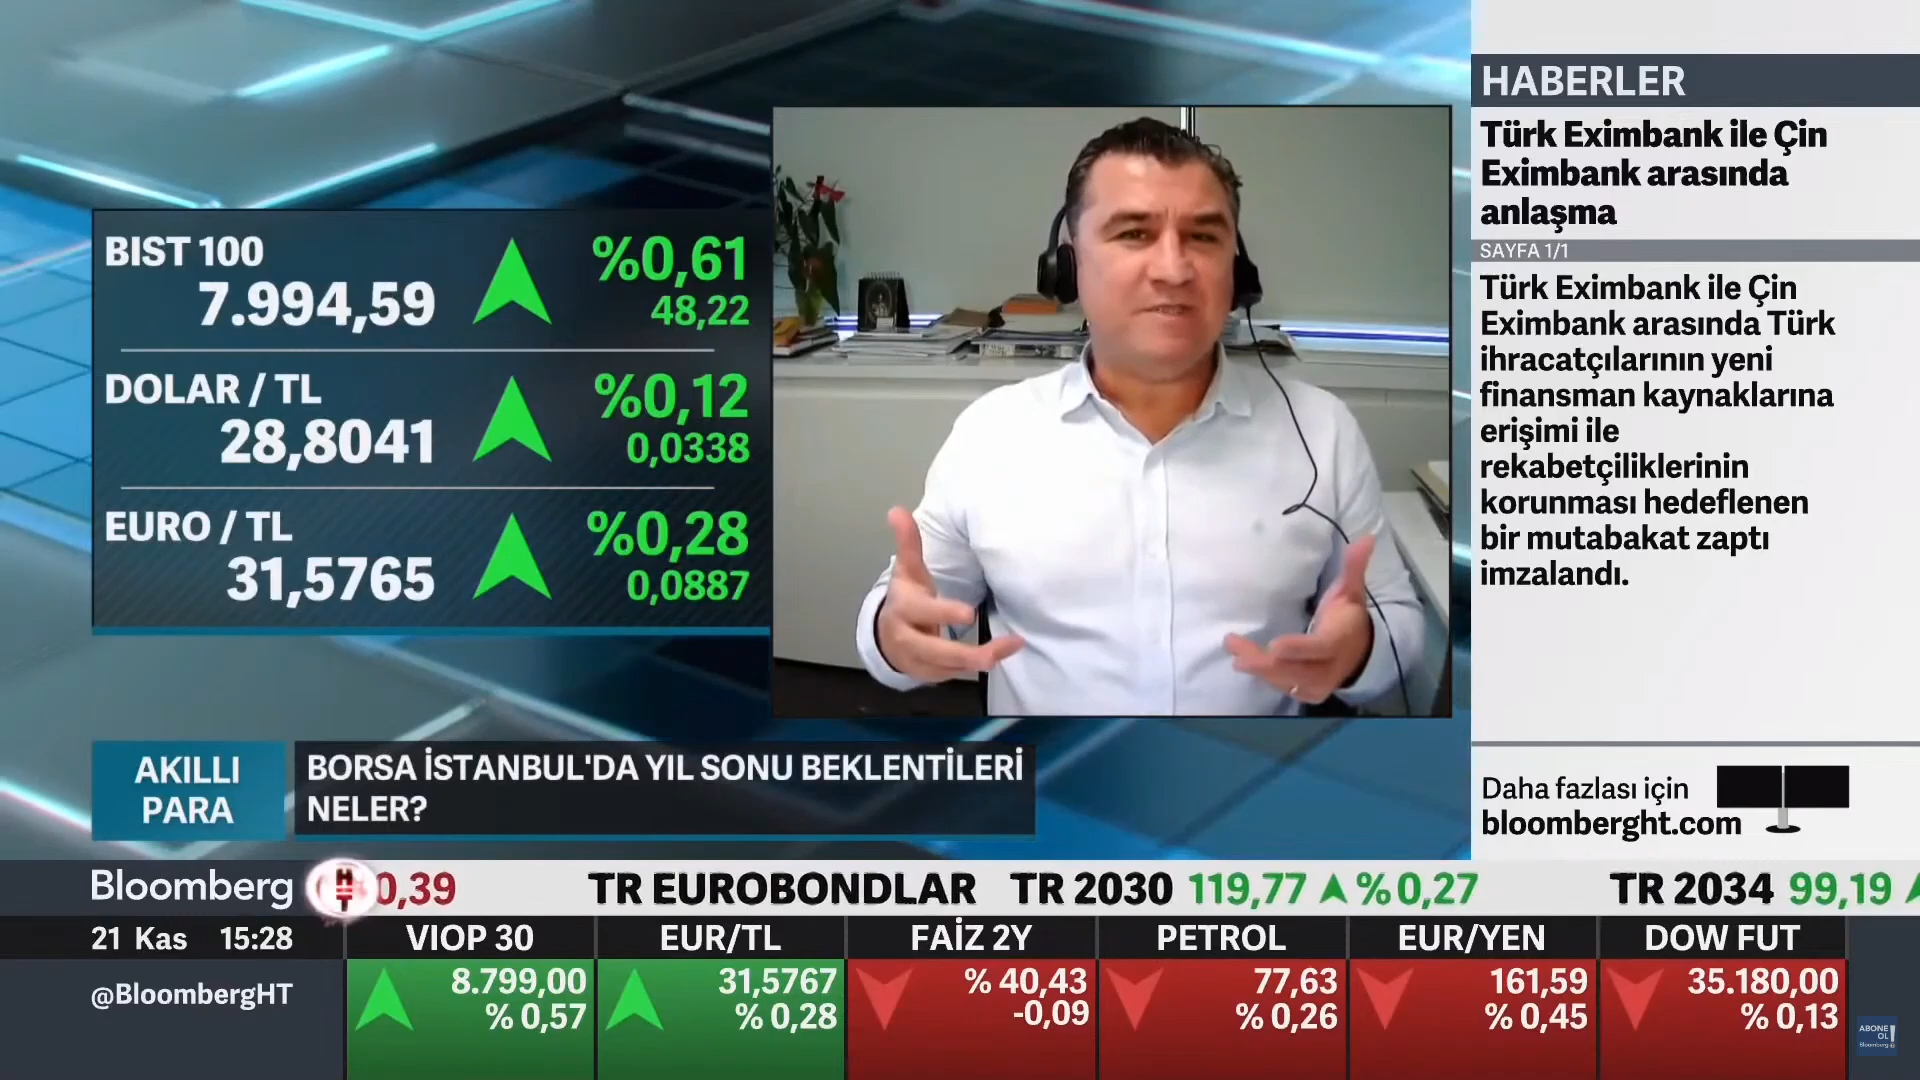 BIST 100
7.994,59
%0,61
48,22
DOLAR / TL
28,8041
%0,12
0,0338
EURO / TL
31,5765
%0,28
0,0887
AKILLI
PARA
BORSA İSTANBUL'DA YIL SONU BEKLENTİLERİ
NELER?
HABERLER
Türk Eximbank ile Çin
Eximbank arasında
anlaşma
SAYFA 1/1
Türk Eximbank ile Çin
Eximbank arasında Türk
ihracatçılarının yeni
finansman kaynaklarına
erişimi ile
rekabetçiliklerinin
korunması hedeflenen
bir mutabakat zaptı
imzalandı.
Daha fazlası için
bloomberght.com
Bloomberg HT
0,39 TR EUROBONDLAR TR 2030 119,77 %0,27 TR 2034 99,19
21 Kas 15:28
@BloombergHT
VIOP 30
8.799,00
% 0,57
EUR/TL
31,5767
% 0,28
FAİZ 2Y
% 40,43
-0,09
PETROL
77,63
% 0,26
EUR/YEN
161,59
% 0,45
DOW FUT
35.180,00
% 0,13
ABONE
OL!
Bloomberg